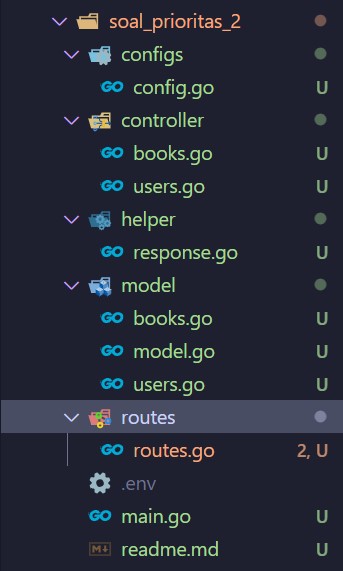 soal_prioritas_2
configs
GO config.go U
controller
GO books.go U
GO users.go U
helper
GO response.go U
model
GO books.go U
GO model.go U
GO users.go U
routes
GO routes.go 2, U
.env
GO main.go U
M↓ readme.md U